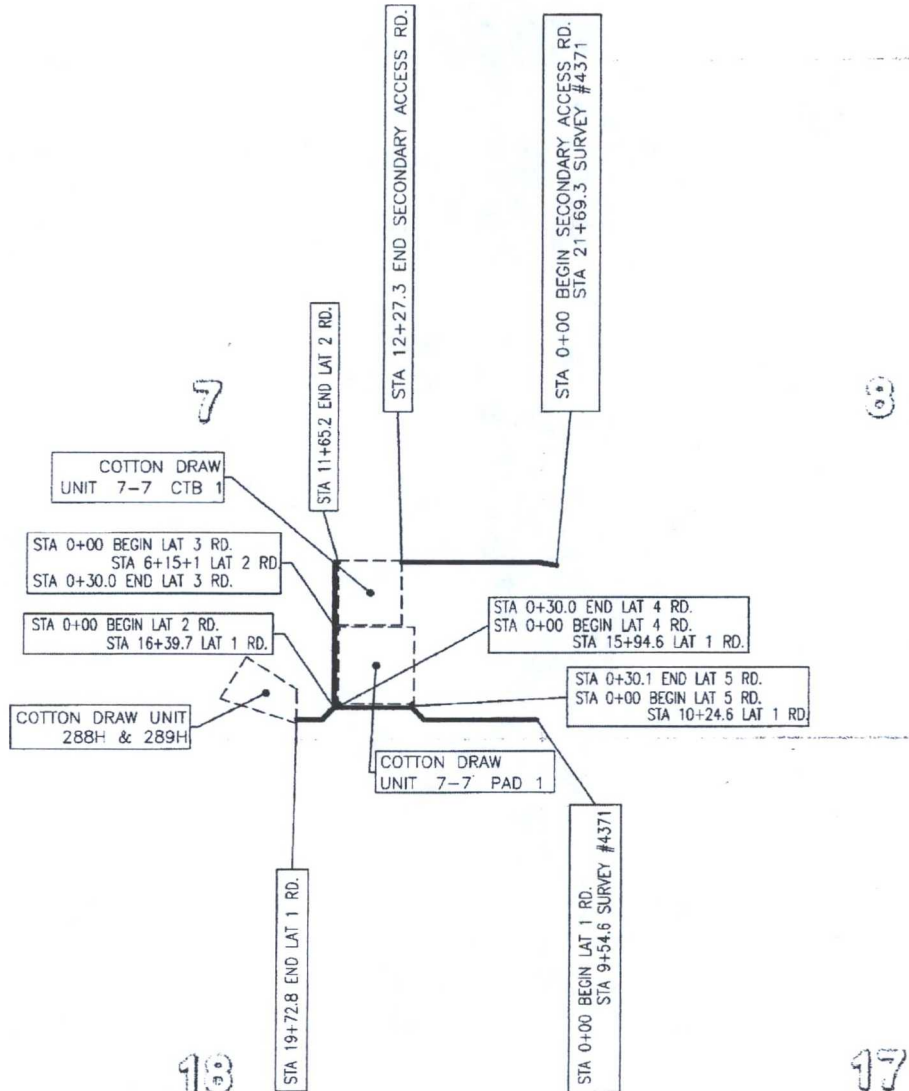 STA 12+27.3 END SECONDARY ACCESS RD.
STA 0+00 BEGIN SECONDARY ACCESS RD.
STA 21+69.3 SURVEY #4371
STA 11+65.2 END LAT 2 RD.
7
8
COTTON DRAW
UNIT 7-7 CTB 1
STA 0+00 BEGIN LAT 3 RD.
STA 6+15+1 LAT 2 RD.
STA 0+30.0 END LAT 3 RD.
STA 0+00 BEGIN LAT 2 RD.
STA 16+39.7 LAT 1 RD.
STA 0+30.0 END LAT 4 RD.
STA 0+00 BEGIN LAT 4 RD.
STA 15+94.6 LAT 1 RD.
STA 0+30.1 END LAT 5 RD.
STA 0+00 BEGIN LAT 5 RD.
STA 10+24.6 LAT 1 RD.
COTTON DRAW UNIT
288H & 289H
COTTON DRAW
UNIT 7-7 PAD 1
STA 19+72.8 END LAT 1 RD.
STA 0+00 BEGIN LAT 1 RD.
STA 9+54.6 SURVEY #4371
18
17